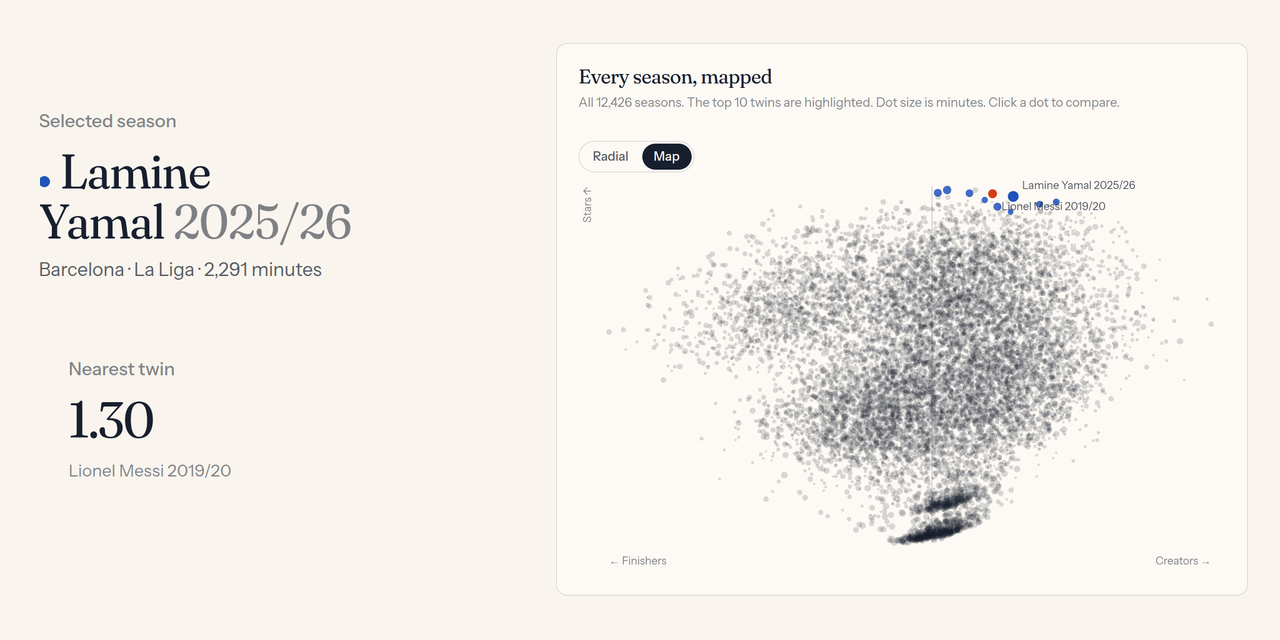 Selected season
Lamine
Yamal 2025/26
Barcelona · La Liga · 2,291 minutes
Nearest twin
1.30
Lionel Messi 2019/20
Every season, mapped
All 12,426 seasons. The top 10 twins are highlighted. Dot size is minutes. Click a dot to compare.
Radial
Map
Stars →
Lamine Yamal 2025/26
Lionel Messi 2019/20
← Finishers
Creators →